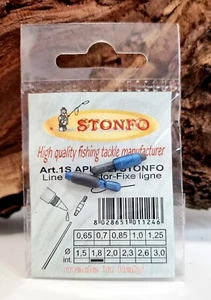 STONFO
High quality fishing tackle manufacturer
Art.1S AP STONFO
Line tor-Fixe ligne
8 028651 011246
0,65 0,7 0,85 1,0 1,25
Ø int. 1,5 1,8 2,0 2,3 2,6 3,0
made in Italy